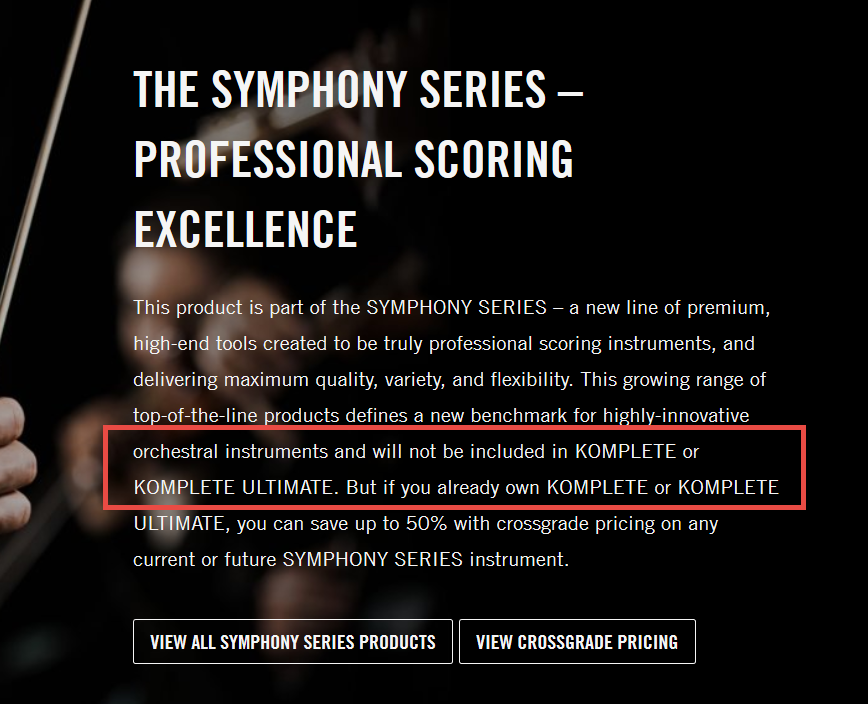 THE SYMPHONY SERIES –
PROFESSIONAL SCORING
EXCELLENCE
This product is part of the SYMPHONY SERIES – a new line of premium,
high-end tools created to be truly professional scoring instruments, and
delivering maximum quality, variety, and flexibility. This growing range of
top-of-the-line products defines a new benchmark for highly-innovative
orchestral instruments and will not be included in KOMPLETE or
KOMPLETE ULTIMATE. But if you already own KOMPLETE or KOMPLETE
ULTIMATE, you can save up to 50% with crossgrade pricing on any
current or future SYMPHONY SERIES instrument.
VIEW ALL SYMPHONY SERIES PRODUCTS
VIEW CROSSGRADE PRICING